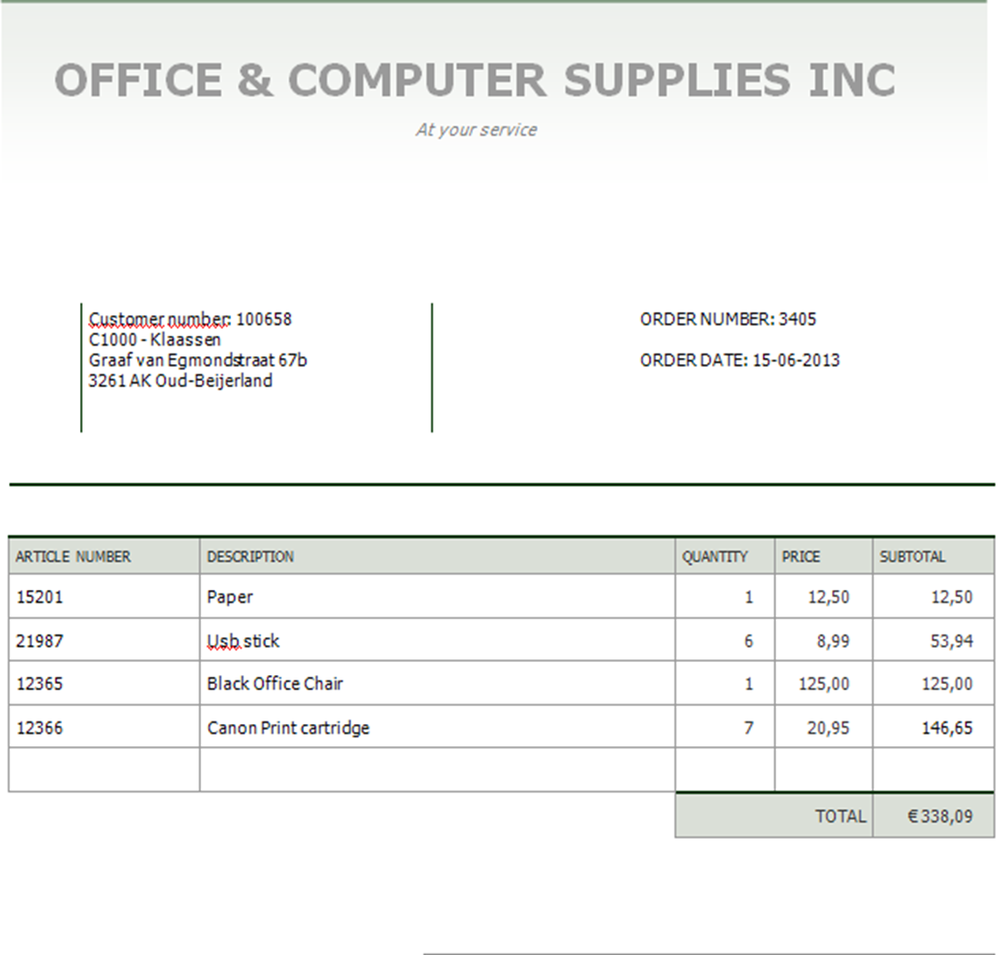 OFFICE & COMPUTER SUPPLIES INC
At your service
Customer number: 100658
C1000 - Klaassen
Graaf van Egmondstraat 67b
3261 AK Oud-Beijerland
ORDER NUMBER: 3405
ORDER DATE: 15-06-2013
ARTICLE NUMBER DESCRIPTION QUANTITY PRICE SUBTOTAL
15201 Paper 1 12,50 12,50
21987 Usb stick 6 8,99 53,94
12365 Black Office Chair 1 125,00 125,00
12366 Canon Print cartridge 7 20,95 146,65
TOTAL € 338,09